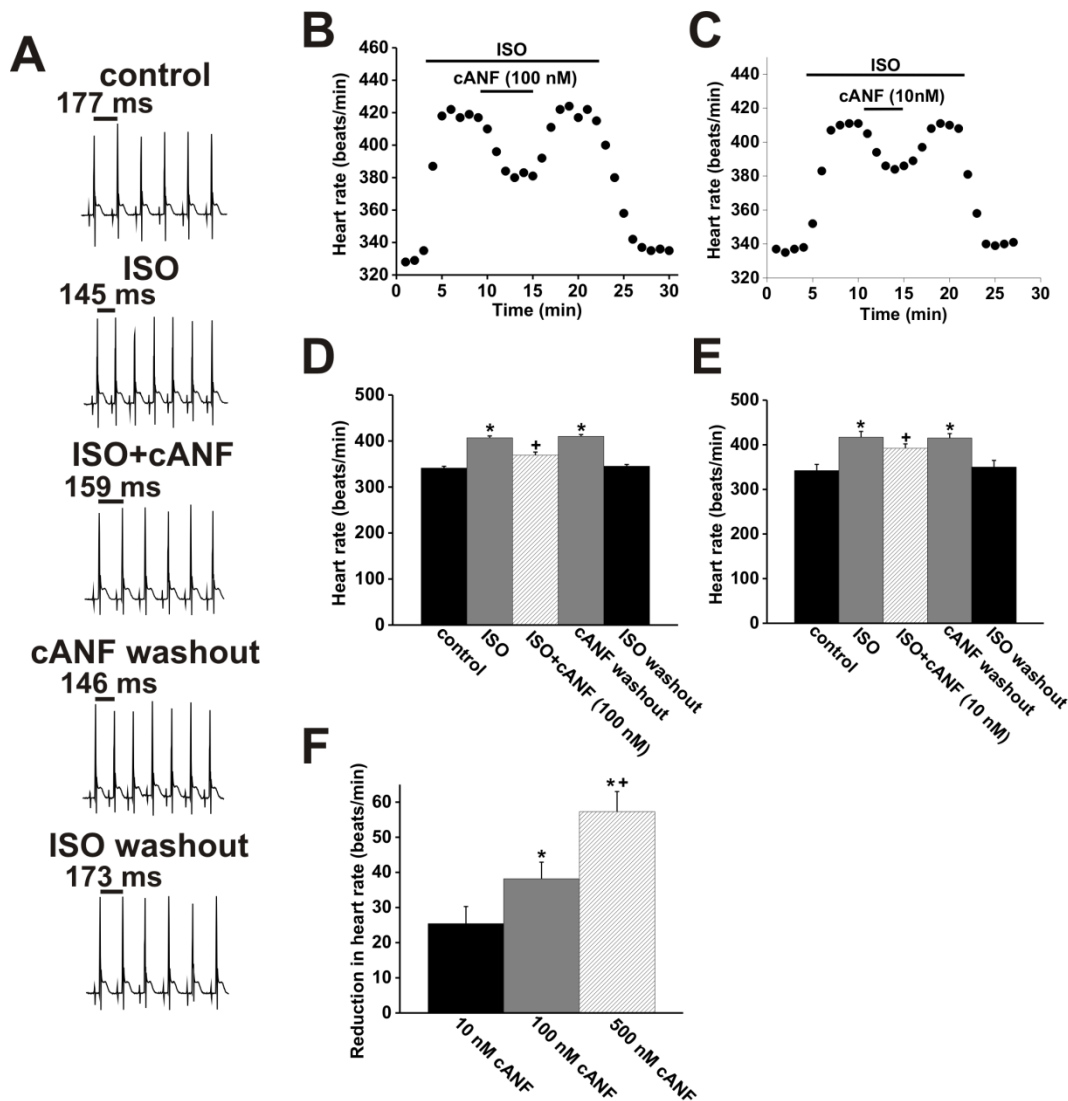 A
control
177 ms
ISO
145 ms
ISO+cANF
159 ms
cANF washout
146 ms
ISO washout
173 ms
B
Heart rate (beats/min)
460
440
420
400
380
360
340
320
ISO
cANF (100 nM)
0 5 10 15 20 25 30
Time (min)
C
Heart rate (beats/min)
440
420
400
380
360
340
320
ISO
cANF (10nM)
0 5 10 15 20 25 30
Time (min)
D
Heart rate (beats/min)
500
400
300
200
100
0
* + *
control
ISO
ISO+cANF (100 nM)
cANF washout
ISO washout
E
Heart rate (beats/min)
500
400
300
200
100
0
* + *
control
ISO
ISO+cANF (10 nM)
cANF washout
ISO washout
F
Reduction in heart rate (beats/min)
60
50
40
30
20
10
0
* *+
10 nM cANF
100 nM cANF
500 nM cANF